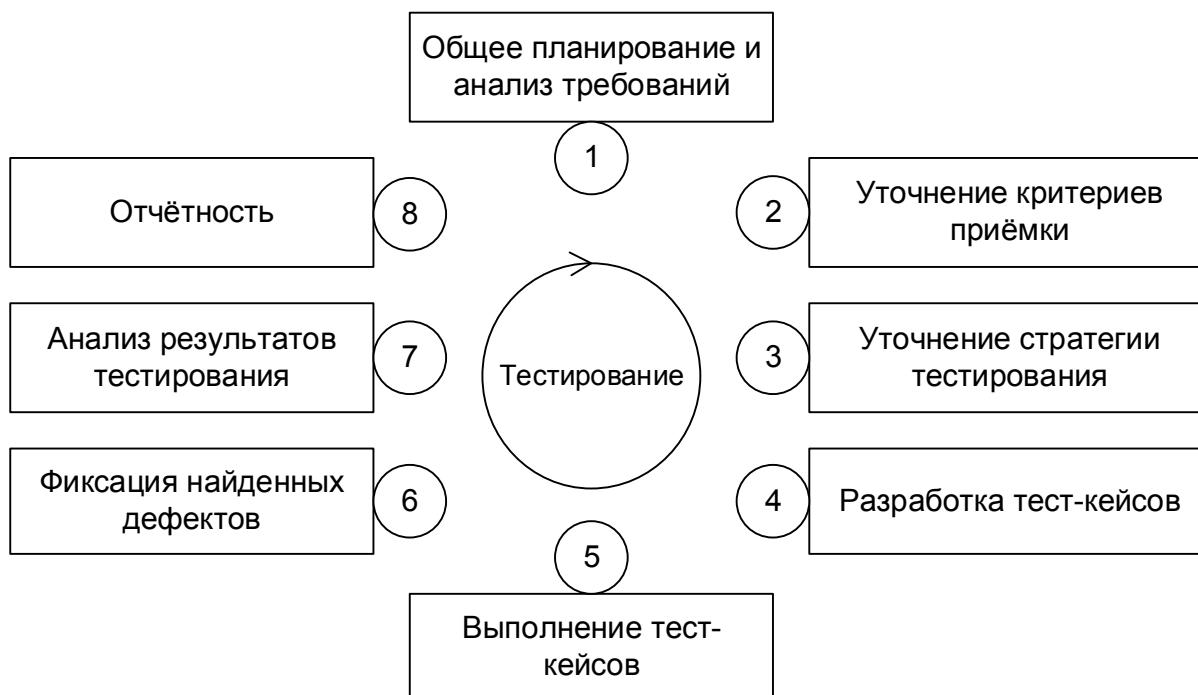 Общее планирование и
анализ требований
1
2
Уточнение критериев
приёмки
3
Уточнение стратегии
тестирования
4
Разработка тест-кейсов
5
Выполнение тест-
кейсов
6
Фиксация найденных
дефектов
7
Анализ результатов
тестирования
8
Отчётность
Тестирование